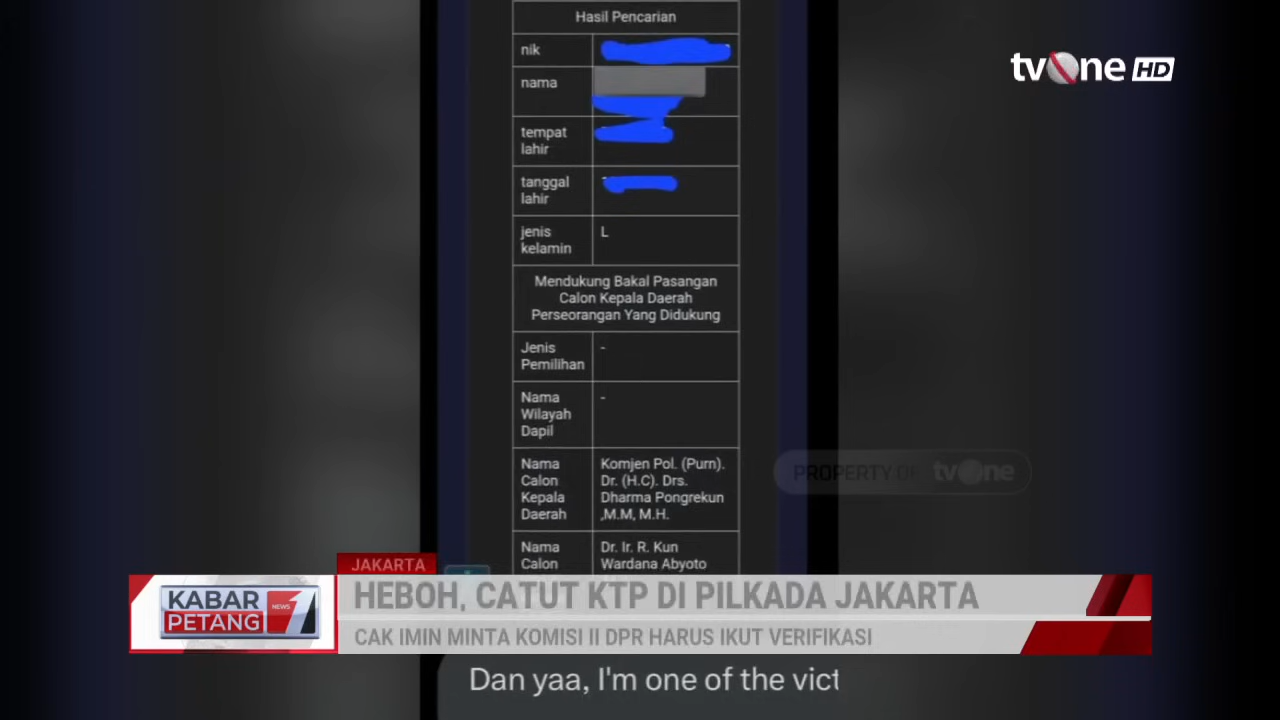 Hasil Pencarian
nik
nama
tempat
lahir
tanggal
lahir
jenis
kelamin
L
Mendukung Bakal Pasangan
Calon Kepala Daerah
Perseorangan Yang Didukung
Jenis
Pemilihan
-
Nama
Wilayah
Dapil
-
Nama
Calon
Kepala
Daerah
Komjen Pol. (Purn).
Dr. (H.C). Drs.
Dharma Pongrekun
,M.M, M.H.
Nama
Calon
Dr. Ir. R. Kun
Wardana Abyoto
tvOne HD
PROPERTY OF tvOne
JAKARTA
KABAR
PETANG
NEWS 1
HEBOH, CATUT KTP DI PILKADA JAKARTA
CAK IMIN MINTA KOMISI II DPR HARUS IKUT VERIFIKASI
Dan yaa, I'm one of the vict